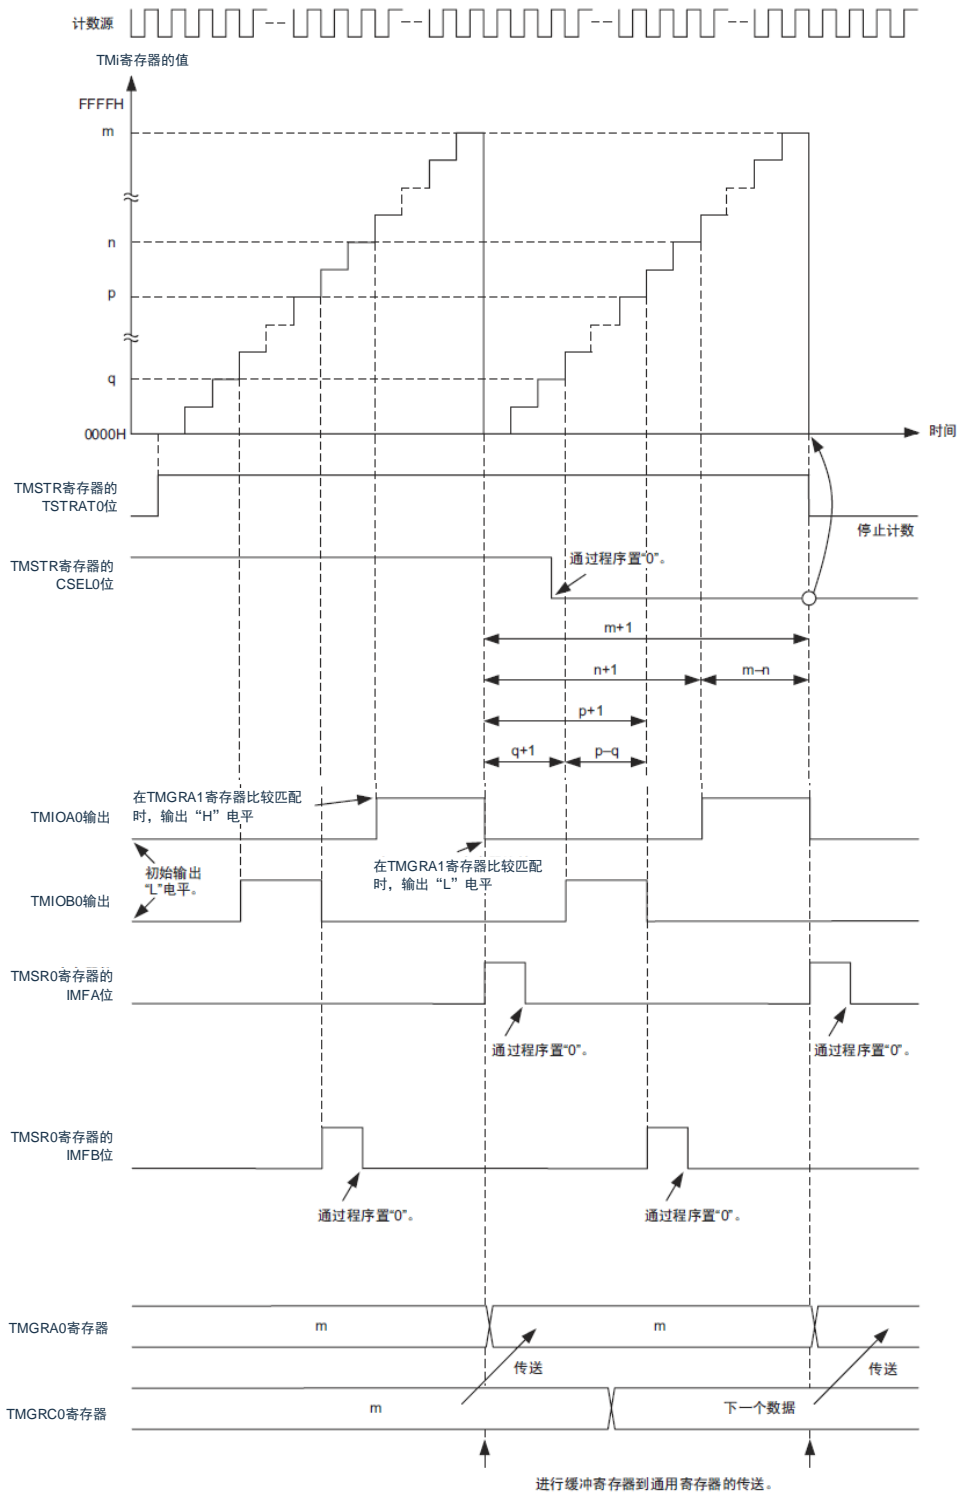 计数源
TMi寄存器的值
FFFFH
m
n
p
q
0000H
时间
TMSTR寄存器的
TSTRAT0位
停止计数
TMSTR寄存器的
CSEL0位
通过程序置“0”。
m+1
n+1
m–n
p+1
q+1
p–q
在TMGRA1寄存器比较匹配
时，输出“H”电平
TMIOA0输出
在TMGRA1寄存器比较匹配
时，输出“L”电平
初始输出
“L”电平。
TMIOB0输出
TMSR0寄存器的
IMFA位
通过程序置“0”。
通过程序置“0”。
TMSR0寄存器的
IMFB位
通过程序置“0”。
通过程序置“0”。
TMGRA0寄存器
m
m
传送
传送
TMGRC0寄存器
m
下一个数据
进行缓冲寄存器到通用寄存器的传送。